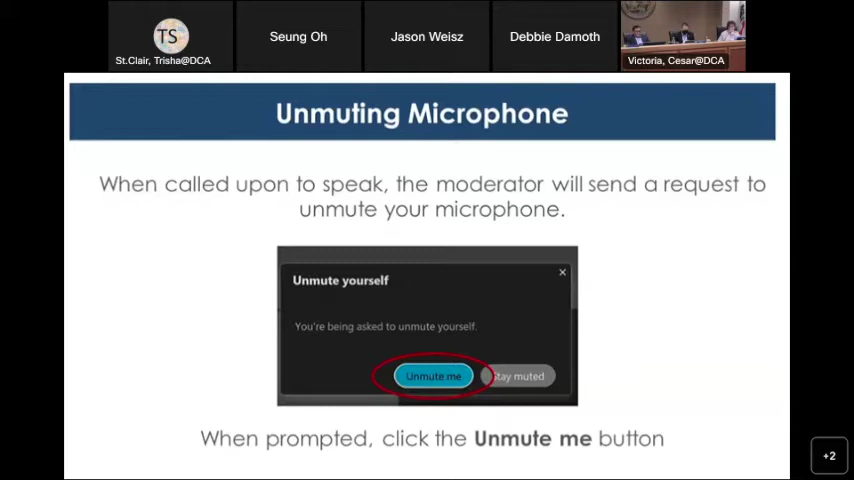 TS
St.Clair, Trisha@DCA
Seung Oh
Jason Weisz
Debbie Damoth
Victoria, Cesar@DCA
Unmuting Microphone
When called upon to speak, the moderator will send a request to
unmute your microphone.
Unmute yourself
You're being asked to unmute yourself.
Unmute me
Stay muted
When prompted, click the Unmute me button
+2